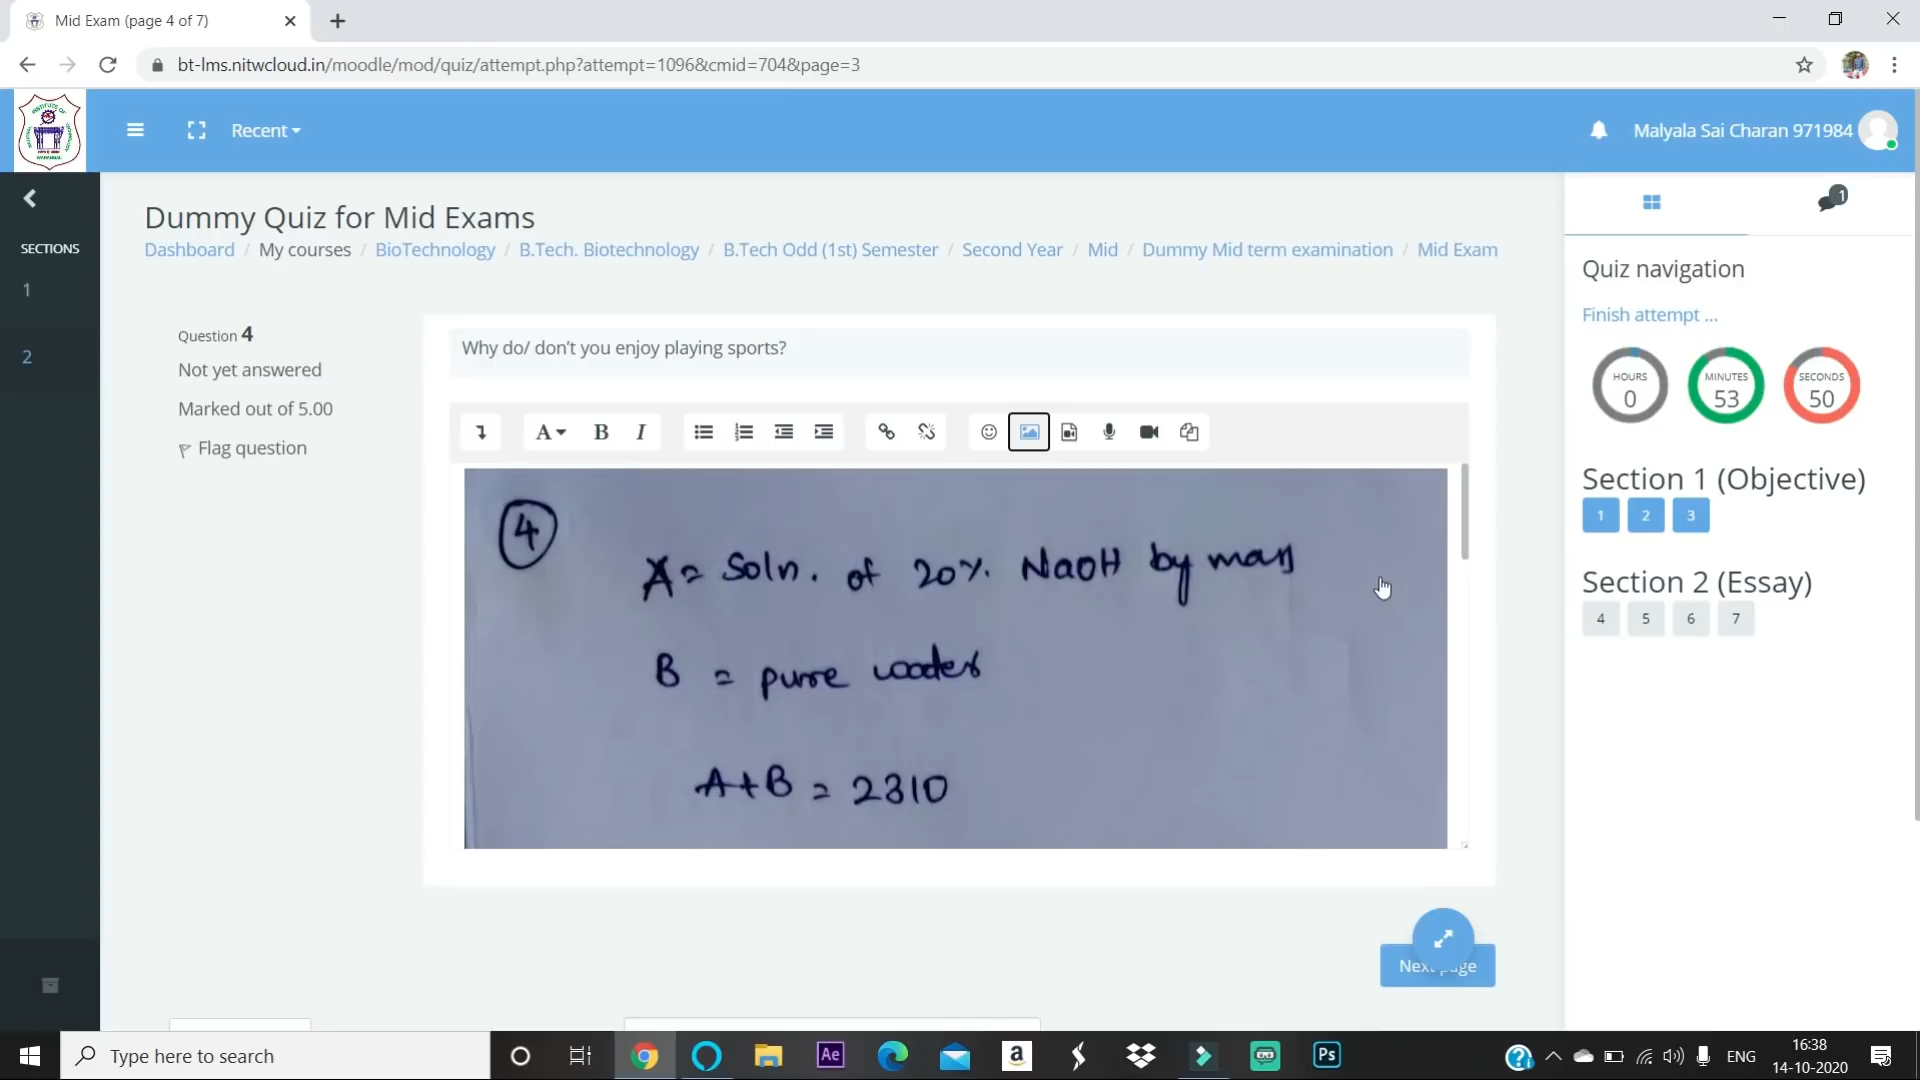 Mid Exam (page 4 of 7)
bt-lms.nitwcloud.in/moodle/mod/quiz/attempt.php?attempt=1096&cmid=704&page=3
Recent
Malyala Sai Charan 971984
1
SECTIONS
1
2
Dummy Quiz for Mid Exams
Dashboard / My courses / BioTechnology / B.Tech. Biotechnology / B.Tech Odd (1st) Semester / Second Year / Mid / Dummy Mid term examination / Mid Exam
Question 4
Not yet answered
Marked out of 5.00
Flag question
Why do/ don't you enjoy playing sports?
A B I
4
A = Soln. of 20% NaOH by mass
B = pure water
A+B = 2310
Next page
Quiz navigation
Finish attempt ...
HOURS
0
MINUTES
53
SECONDS
50
Section 1 (Objective)
1 2 3
Section 2 (Essay)
4 5 6 7
Type here to search
Ae
a
Ps
ENG
16:38
14-10-2020